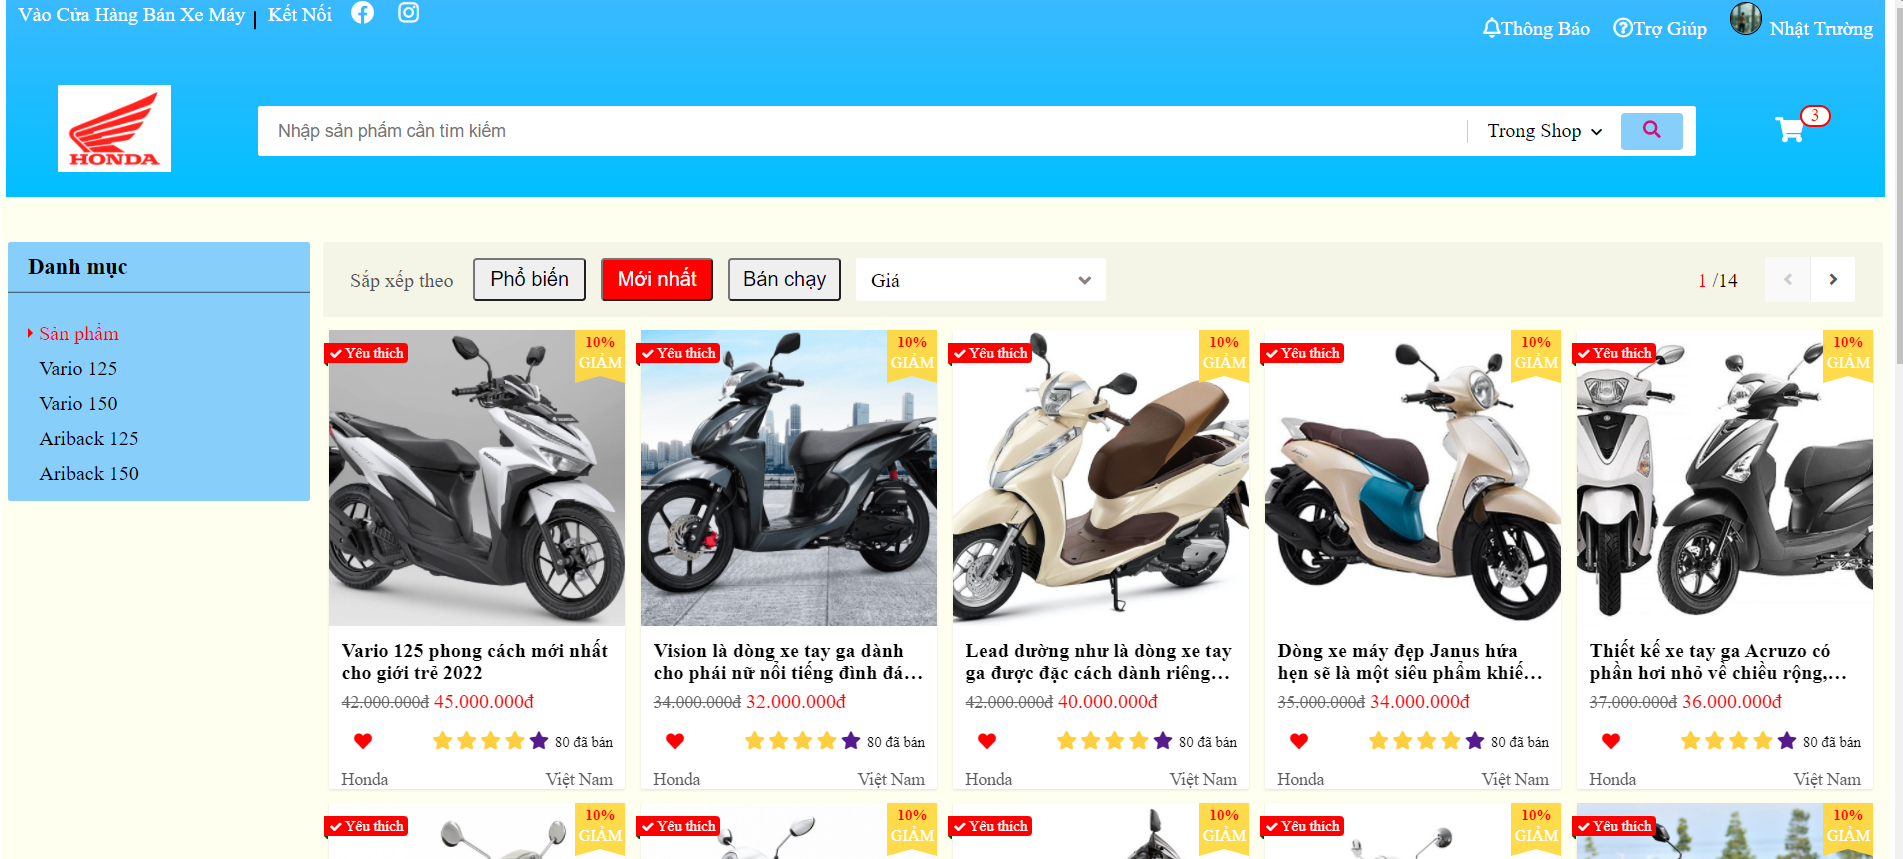 Vào Cửa Hàng Bán Xe Máy
Kết Nối
Thông Báo
Trợ Giúp
Nhật Trường
HONDA
Nhập sản phẩm cần tìm kiếm
Trong Shop
3
Danh mục
Sản phẩm
Vario 125
Vario 150
Ariback 125
Ariback 150
Sắp xếp theo
Phổ biến
Mới nhất
Bán chạy
Giá
1 /14
Yêu thích
10%
GIẢM
Vario 125 phong cách mới nhất
cho giới trẻ 2022
42.000.000đ 45.000.000đ
80 đã bán
Honda
Việt Nam
Yêu thích
10%
GIẢM
Vision là dòng xe tay ga dành
cho phái nữ nổi tiếng đình đá...
34.000.000đ 32.000.000đ
80 đã bán
Honda
Việt Nam
Yêu thích
10%
GIẢM
Lead dường như là dòng xe tay
ga được đặc cách dành riêng...
42.000.000đ 40.000.000đ
80 đã bán
Honda
Việt Nam
Yêu thích
10%
GIẢM
Dòng xe máy đẹp Janus hứa
hẹn sẽ là một siêu phẩm khiế...
35.000.000đ 34.000.000đ
80 đã bán
Honda
Việt Nam
Yêu thích
10%
GIẢM
Thiết kế xe tay ga Acruzo có
phần hơi nhỏ về chiều rộng,...
37.000.000đ 36.000.000đ
80 đã bán
Honda
Việt Nam
Yêu thích
10%
GIẢM
Yêu thích
10%
GIẢM
Yêu thích
10%
GIẢM
Yêu thích
10%
GIẢM
Yêu thích
10%
GIẢM